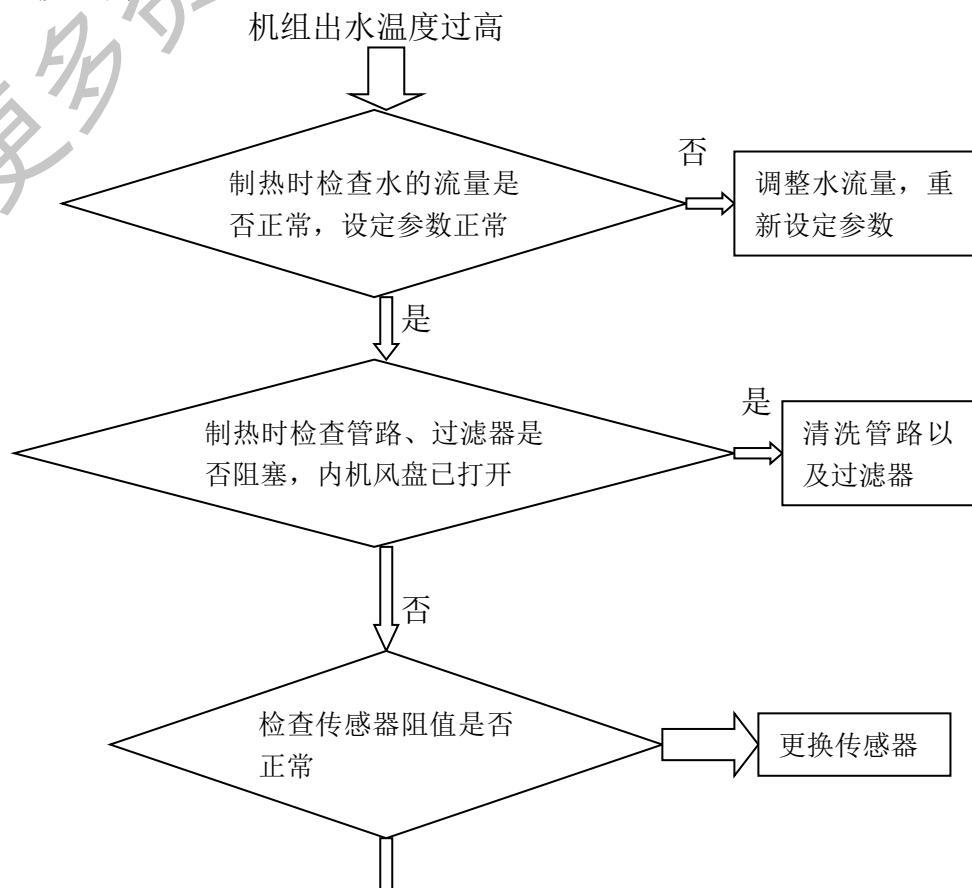 更多资
机组出水温度过高
制热时检查水的流量是
否正常，设定参数正常
否
调整水流量，重
新设定参数
是
制热时检查管路、过滤器是
否阻塞，内机风盘已打开
是
清洗管路以
及过滤器
否
检查传感器阻值是否
正常
更换传感器